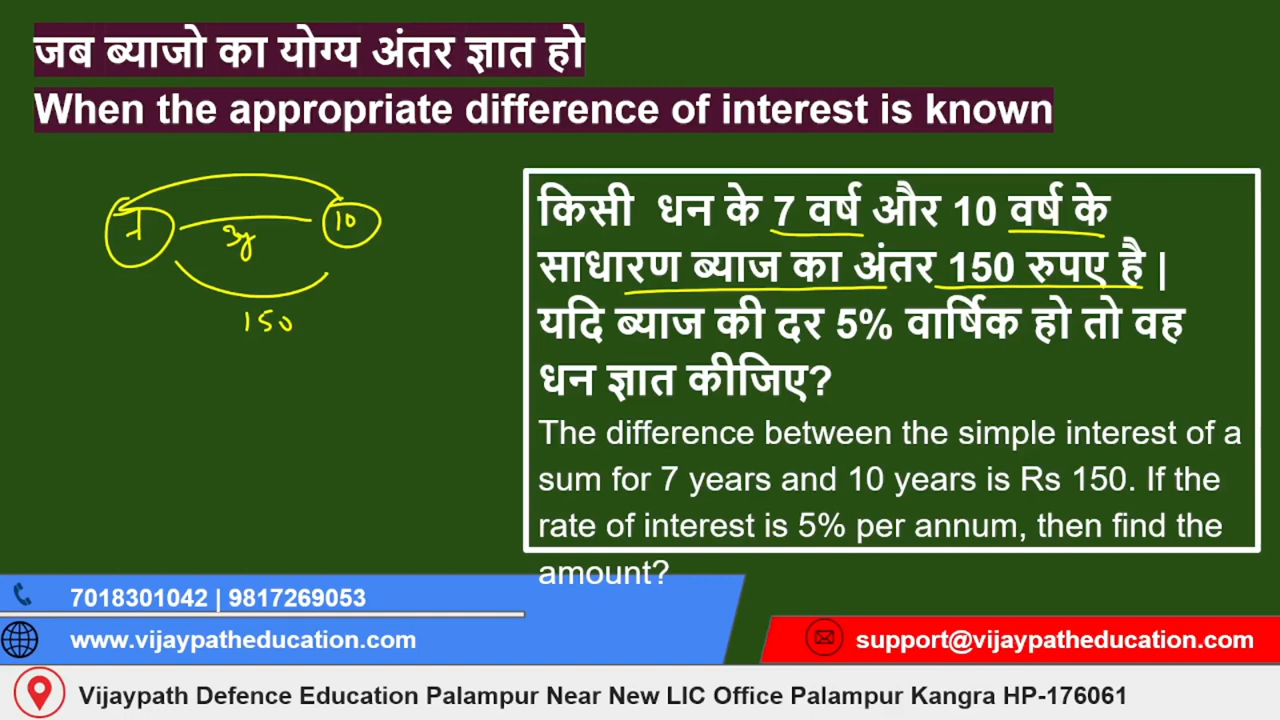 जब ब्याजो का योग्य अंतर ज्ञात हो
When the appropriate difference of interest is known
7 10
3y
150
किसी धन के 7 वर्ष और 10 वर्ष के
साधारण ब्याज का अंतर 150 रुपए है |
यदि ब्याज की दर 5% वार्षिक हो तो वह
धन ज्ञात कीजिए?
The difference between the simple interest of a
sum for 7 years and 10 years is Rs 150. If the
rate of interest is 5% per annum, then find the
amount?
7018301042 | 9817269053
www.vijaypatheducation.com
support@vijaypatheducation.com
Vijaypath Defence Education Palampur Near New LIC Office Palampur Kangra HP-176061